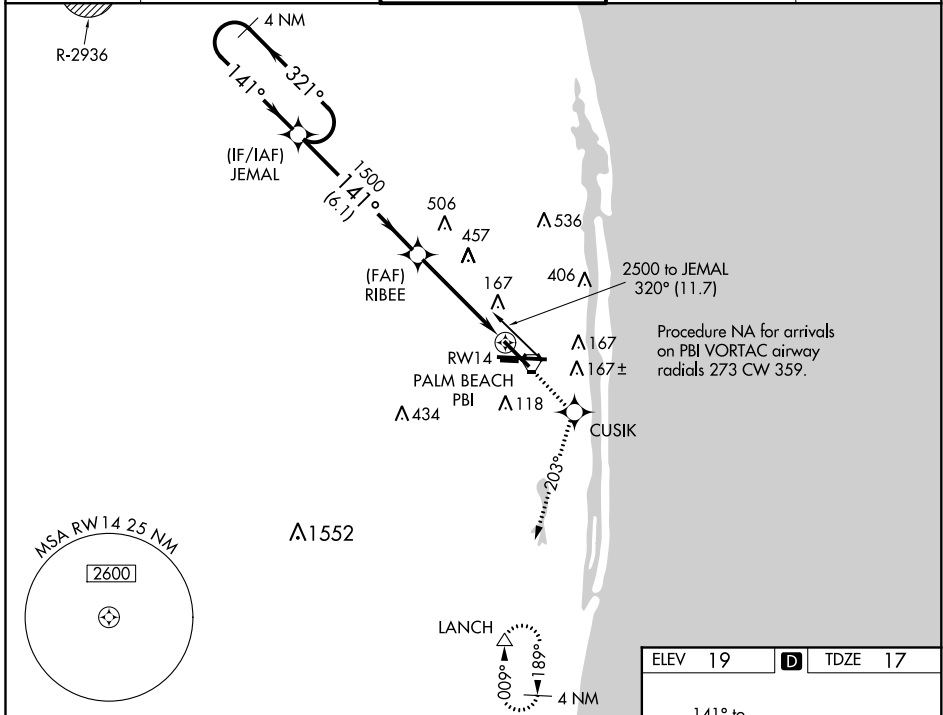 R-2936
4 NM
141°
321°
(IF/IAF)
JEMAL
1500
141°
(6.1)
506
536
457
(FAF)
RIBEE
167
406
2500 to JEMAL
320° (11.7)
Procedure NA for arrivals
on PBI VORTAC airway
radials 273 CW 359.
167
RW14
167±
PALM BEACH
PBI
118
434
CUSIK
203°
1552
MSA RW14 25 NM
2600
LANCH
009°
189°
4 NM
ELEV 19 D TDZE 17
141° to